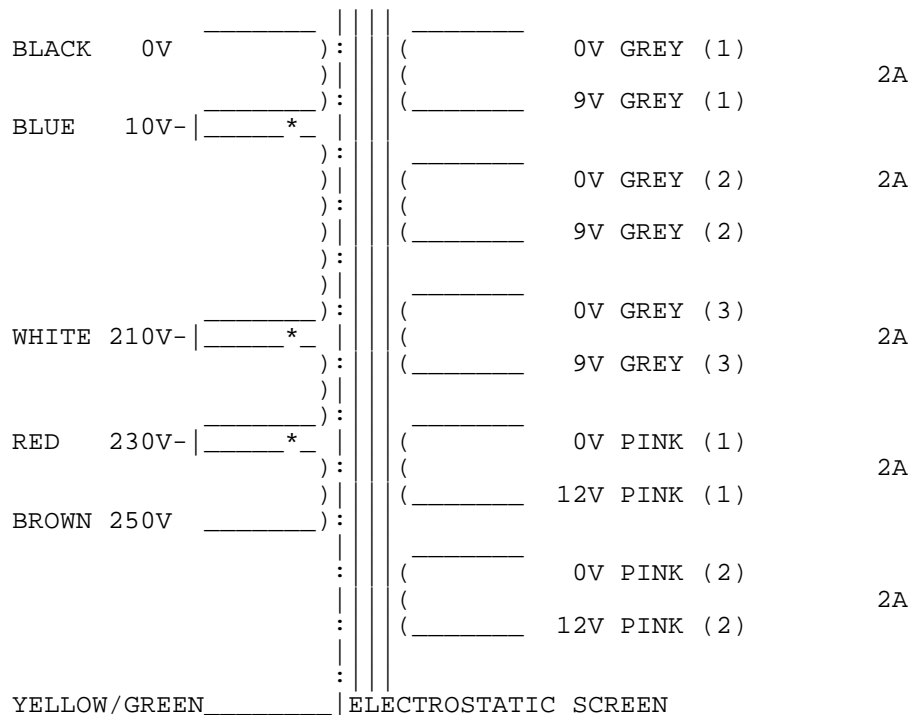 BLACK 0V 0V GREY (1)
2A
9V GREY (1)
BLUE 10V
0V GREY (2) 2A
9V GREY (2)
0V GREY (3)
WHITE 210V 2A
9V GREY (3)
RED 230V 0V PINK (1)
2A
12V PINK (1)
BROWN 250V
0V PINK (2)
2A
12V PINK (2)
YELLOW/GREEN ELECTROSTATIC SCREEN